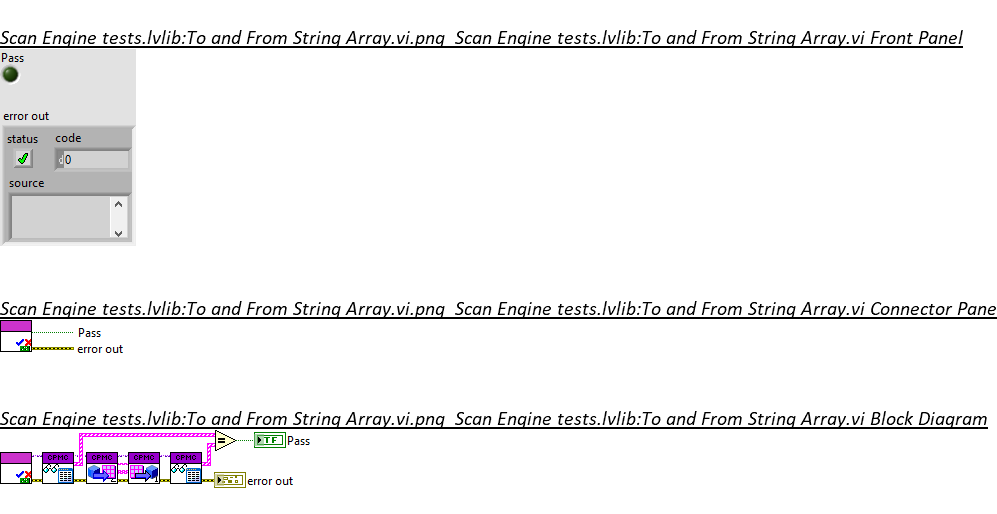 Scan Engine tests.lvlib:To and From String Array.vi.png Scan Engine tests.lvlib:To and From String Array.vi Front Panel
Pass
error out
status code
0
source
Scan Engine tests.lvlib:To and From String Array.vi.png Scan Engine tests.lvlib:To and From String Array.vi Connector Pane
Pass
error out
Scan Engine tests.lvlib:To and From String Array.vi.png Scan Engine tests.lvlib:To and From String Array.vi Block Diagram
TF Pass
CPMC CPMC CPMC CPMC
error out